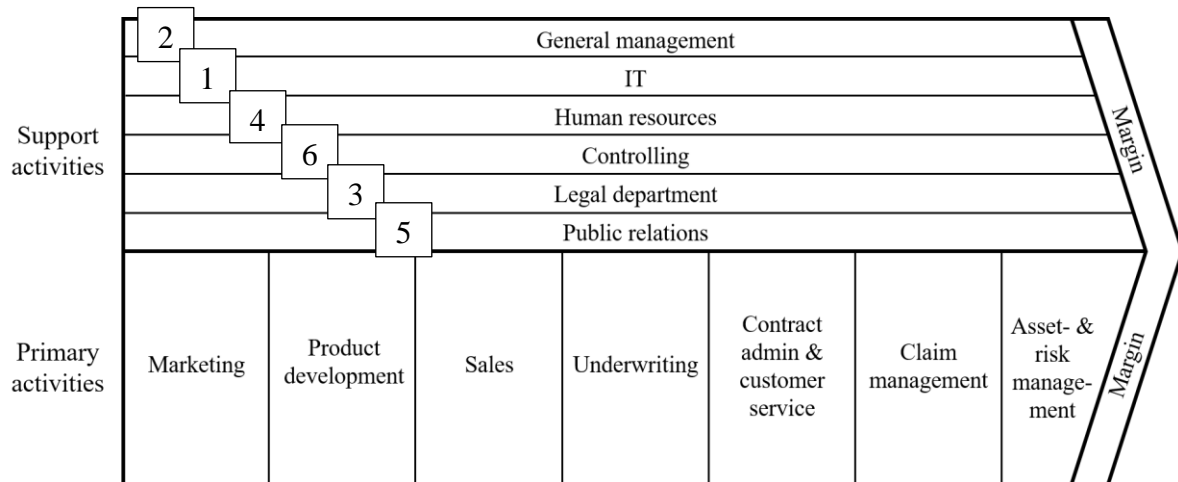 2
General management
1
IT
4
Human resources
6
Controlling
3
Legal department
5
Public relations
Support
activities
Margin
Primary
activities
Marketing
Product
development
Sales
Underwriting
Contract
admin &
customer
service
Claim
management
Asset- &
risk
manage-
ment
Margin